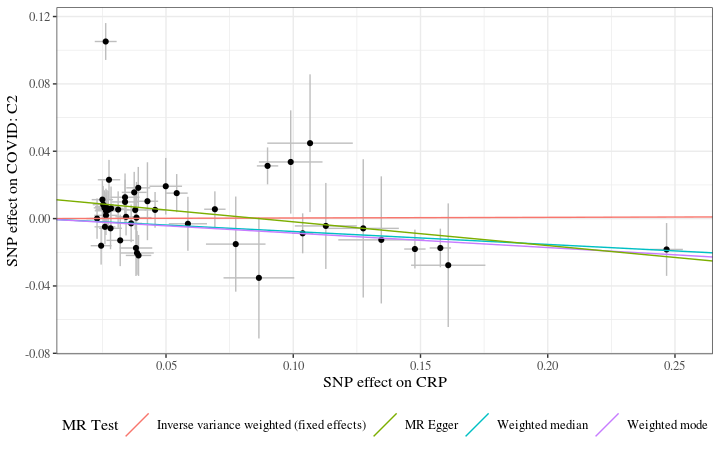 0.12
0.08
0.04
0.00
-0.04
-0.08
SNP effect on COVID: C2
0.05
0.10
0.15
0.20
0.25
SNP effect on CRP
MR Test
Inverse variance weighted (fixed effects)
MR Egger
Weighted median
Weighted mode